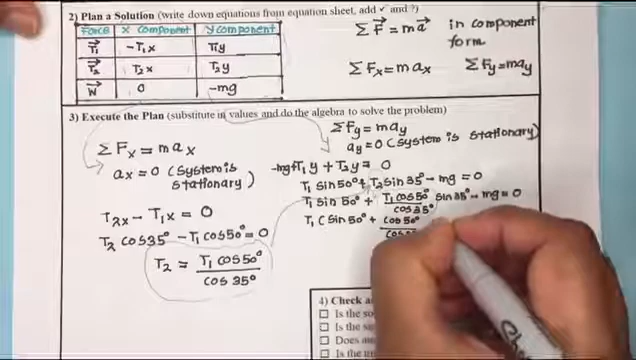 2) Plan a Solution (write down equations from equation sheet, add ✓ and ?)
Force X Component Y component
T₁ -T₁x T₁y
T₂ T₂x T₂y
W 0 -mg
ΣF = ma in component form
ΣFx = max ΣFy = may
3) Execute the Plan (substitute in values and do the algebra to solve the problem)
ΣFx = max
ax = 0 (System is stationary)
T2x - T1x = 0
T2 cos35° - T1 cos50° = 0
T2 = T1 cos50° / cos 35°
ΣFy = may
ay = 0 (System is stationary)
-mg + T1y + T2y = 0
T1 sin50° + T2 sin 35° - mg = 0
T1 sin 50° + T1 cos50° / cos35° sin 35° - mg = 0
T1 (sin 50° + cos50° /
4) Check
Is the
Is the
Does
Is the